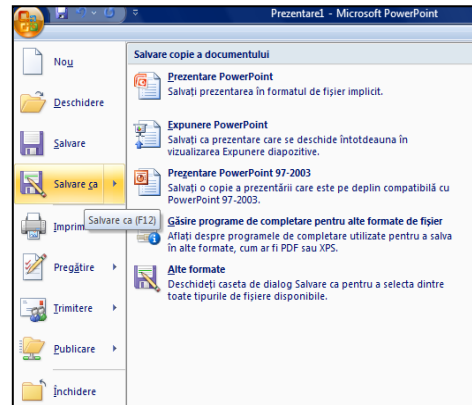 Prezentare1 - Microsoft PowerPoint
Nou
Deschidere
Salvare
Salvare ca
Salvare ca (F12)
Pregătire
Trimitere
Publicare
Închidere
Salvare copie a documentului
Prezentare PowerPoint
Salvați prezentarea în formatul de fișier implicit.
Expunere PowerPoint
Salvați ca prezentare care se deschide întotdeauna în
vizualizarea Expunere diapozitive.
Prezentare PowerPoint 97-2003
Salvați o copie a prezentării care este pe deplin compatibilă cu
PowerPoint 97-2003.
Găsire programe de completare pentru alte formate de fișier
Aflați despre programele de completare utilizate pentru a salva
în alte formate, cum ar fi PDF sau XPS.
Alte formate
Deschideți caseta de dialog Salvare ca pentru a selecta dintre
toate tipurile de fișiere disponibile.